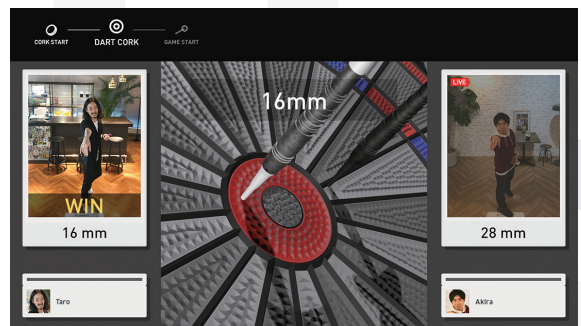 CORK START
DART CORK
GAME START
16mm
LIVE
WIN
16 mm
28 mm
Taro
Akira